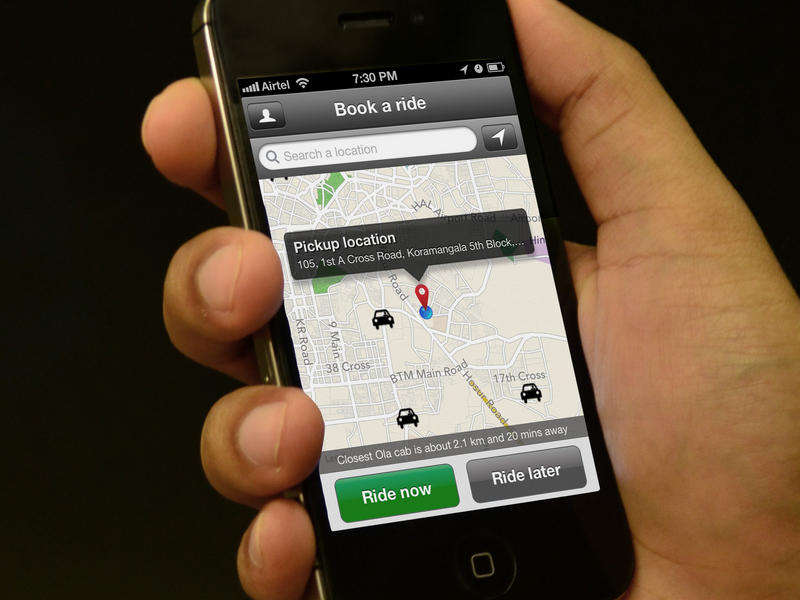 Airtel 7:30 PM
Book a ride
Search a location
HAL Airport Road
Pickup location
105, 1st A Cross Road, Koramangala 5th Block,...
Road
KR Road
9 Main
38 Cross
BTM Main Road
Hosur Road
17th Cross
Closest Ola cab is about 2.1 km and 20 mins away
Ride now
Ride later